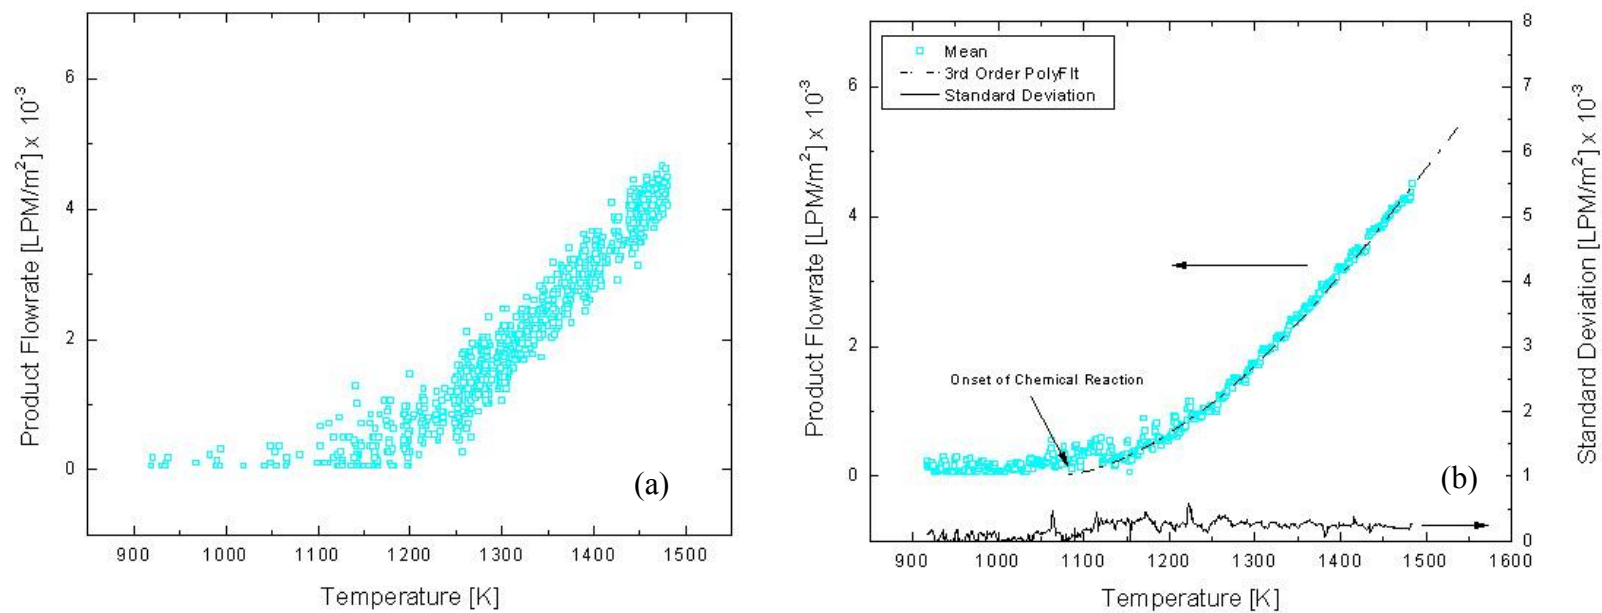 6
4
2
0
Product Flowrate [LPM/m²] x 10⁻³
900 1000 1100 1200 1300 1400 1500
Temperature [K]
(a)
Mean
3rd Order PolyFIt
Standard Deviation
Onset of Chemical Reaction
6
4
2
0
Product Flowrate [LPM/m²] x 10⁻³
8
7
6
5
4
3
2
1
0
Standard Deviation [LPM/m²] x 10⁻³
900 1000 1100 1200 1300 1400 1500 1600
Temperature [K]
(b)